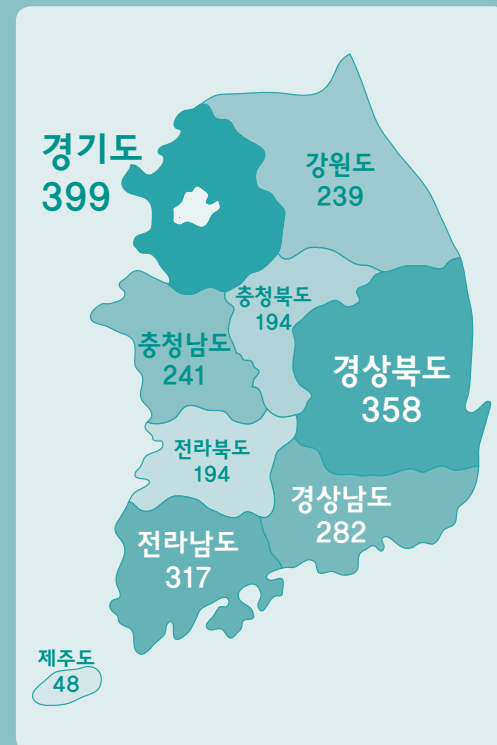 경기도
399
강원도
239
충청북도
194
충청남도
241
경상북도
358
전라북도
194
경상남도
282
전라남도
317
제주도
48